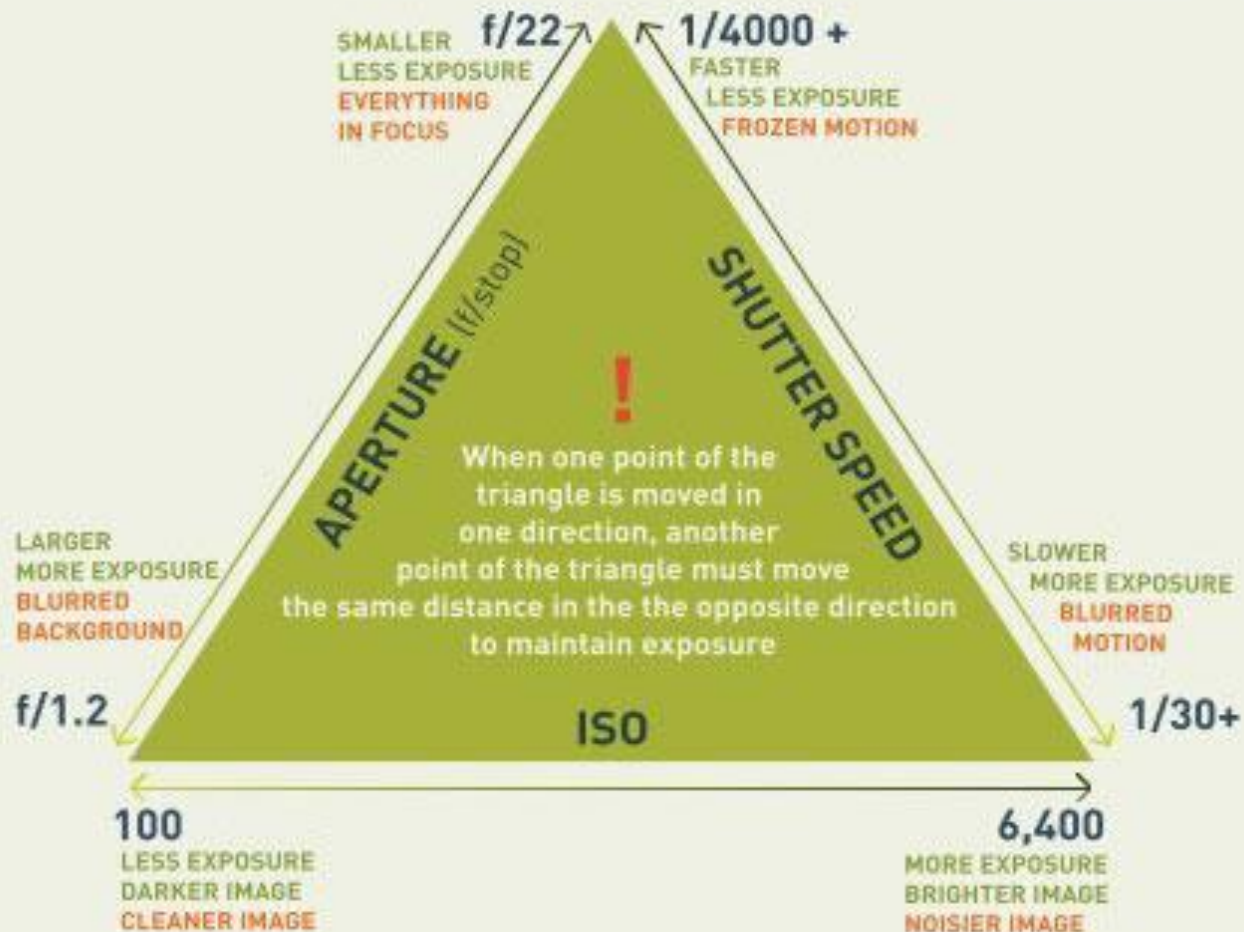 f/22
SMALLER
LESS EXPOSURE
EVERYTHING
IN FOCUS
1/4000 +
FASTER
LESS EXPOSURE
FROZEN MOTION
APERTURE {f/stop}
SHUTTER SPEED
!
When one point of the
triangle is moved in
one direction, another
point of the triangle must move
the same distance in the the opposite direction
to maintain exposure
LARGER
MORE EXPOSURE
BLURRED
BACKGROUND
f/1.2
SLOWER
MORE EXPOSURE
BLURRED
MOTION
1/30+
ISO
100
LESS EXPOSURE
DARKER IMAGE
CLEANER IMAGE
6,400
MORE EXPOSURE
BRIGHTER IMAGE
NOISIER IMAGE